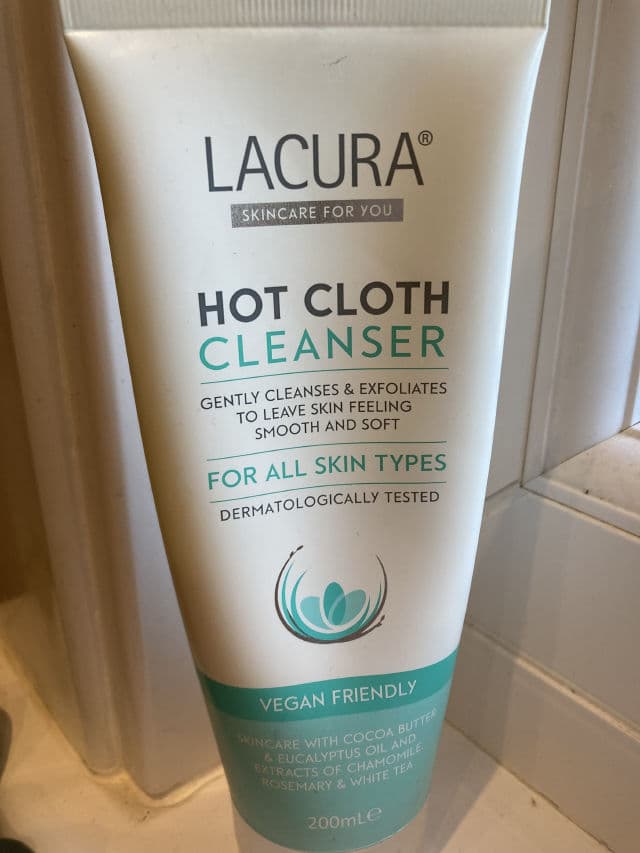 LACURA®
SKINCARE FOR YOU
HOT CLOTH
CLEANSER
GENTLY CLEANSES & EXFOLIATES
TO LEAVE SKIN FEELING
SMOOTH AND SOFT
FOR ALL SKIN TYPES
DERMATOLOGICALLY TESTED
VEGAN FRIENDLY
SKINCARE WITH COCOA BUTTER
& EUCALYPTUS OIL AND
EXTRACTS OF CHAMOMILE
ROSEMARY & WHITE TEA
200mL℮